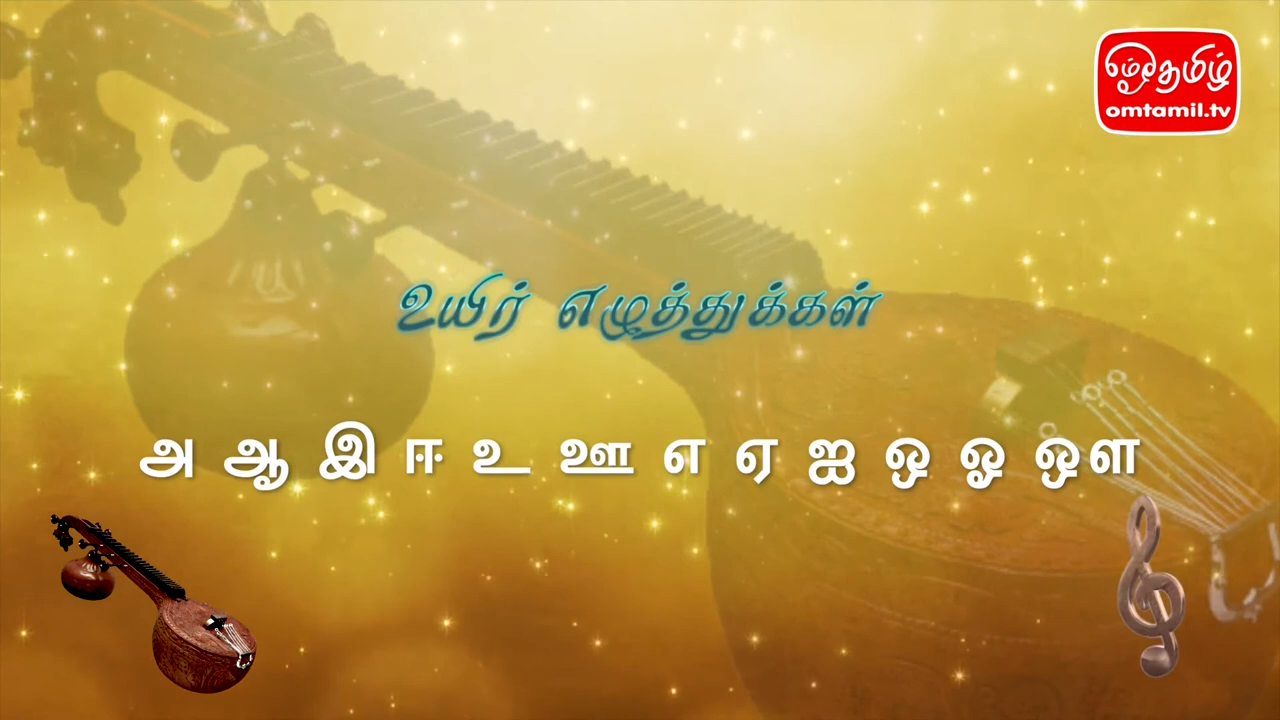 ஓம்தமிழ்
omtamil.tv
உயிர் எழுத்துக்கள்
அ ஆ இ ஈ உ ஊ எ ஏ ஐ ஒ ஓ ஔ